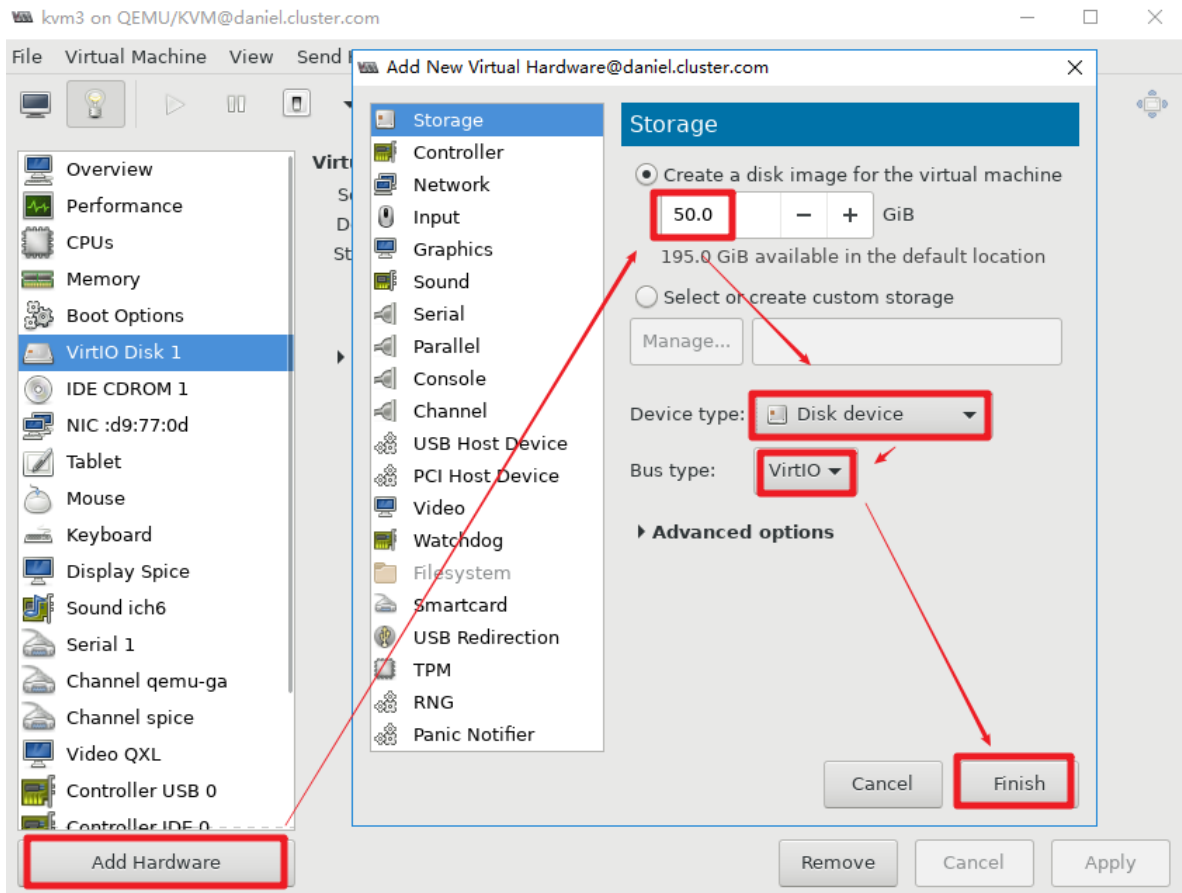 kvm3 on QEMU/KVM@daniel.cluster.com
File Virtual Machine View Send
Add New Virtual Hardware@daniel.cluster.com
Overview
Performance
CPUs
Memory
Boot Options
VirtIO Disk 1
IDE CDROM 1
NIC :d9:77:0d
Tablet
Mouse
Keyboard
Display Spice
Sound ich6
Serial 1
Channel qemu-ga
Channel spice
Video QXL
Controller USB 0
Controller IDE 0
Add Hardware
Storage
Controller
Network
Input
Graphics
Sound
Serial
Parallel
Console
Channel
USB Host Device
PCI Host Device
Video
Watchdog
Filesystem
Smartcard
USB Redirection
TPM
RNG
Panic Notifier
Storage
Create a disk image for the virtual machine
50.0 − + GiB
195.0 GiB available in the default location
Select or create custom storage
Manage...
Device type: Disk device
Bus type: VirtIO
Advanced options
Cancel Finish
Remove Cancel Apply